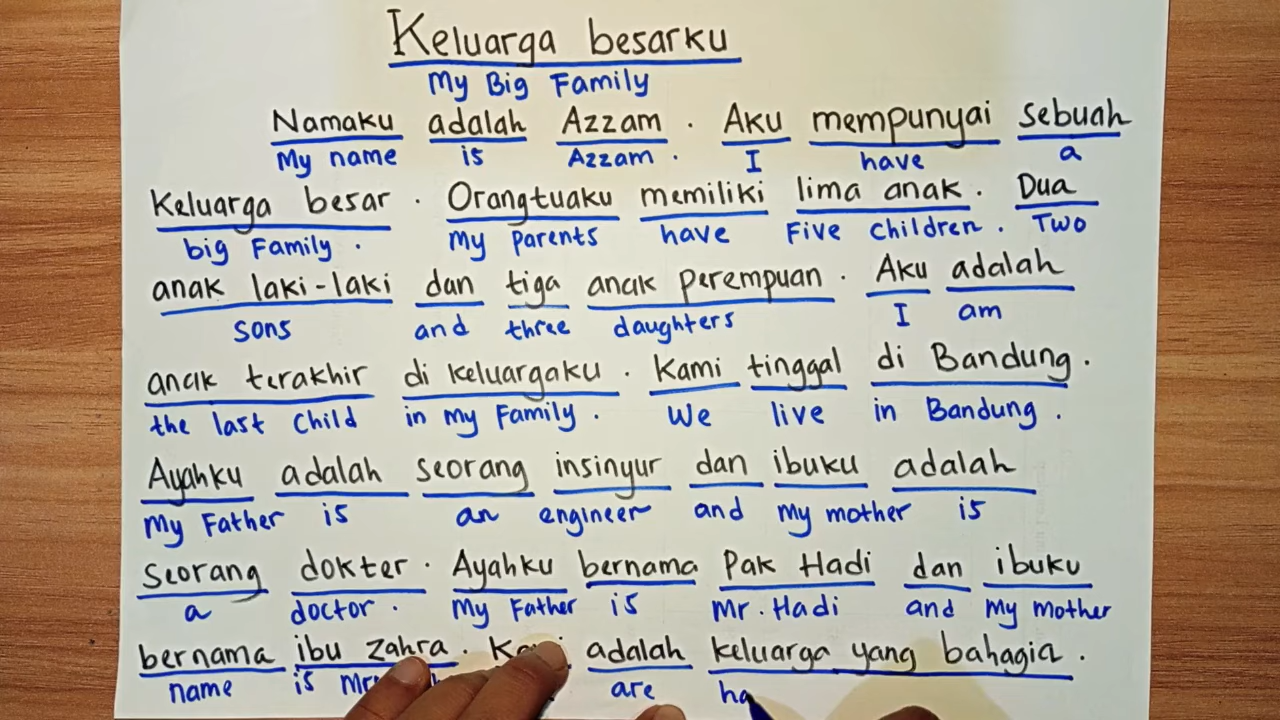 Keluarga besarku
My Big Family
Namaku adalah Azzam. Aku mempunyai sebuah
My name is Azzam. I have a
Keluarga besar. Orangtuaku memiliki lima anak. Dua
big Family. My parents have Five children. Two
anak laki-laki dan tiga anak perempuan. Aku adalah
sons and three daughters I am
anak terakhir di keluargaku. Kami tinggal di Bandung.
the last child in my Family. We live in Bandung.
Ayahku adalah seorang insinyur dan ibuku adalah
My Father is an engineer and my mother is
Seorang dokter. Ayahku bernama Pak Hadi dan ibuku
a doctor. My Father is Mr. Hadi and my mother
bernama ibu Zahra. adalah keluarga yang bahagia.
name is are ha